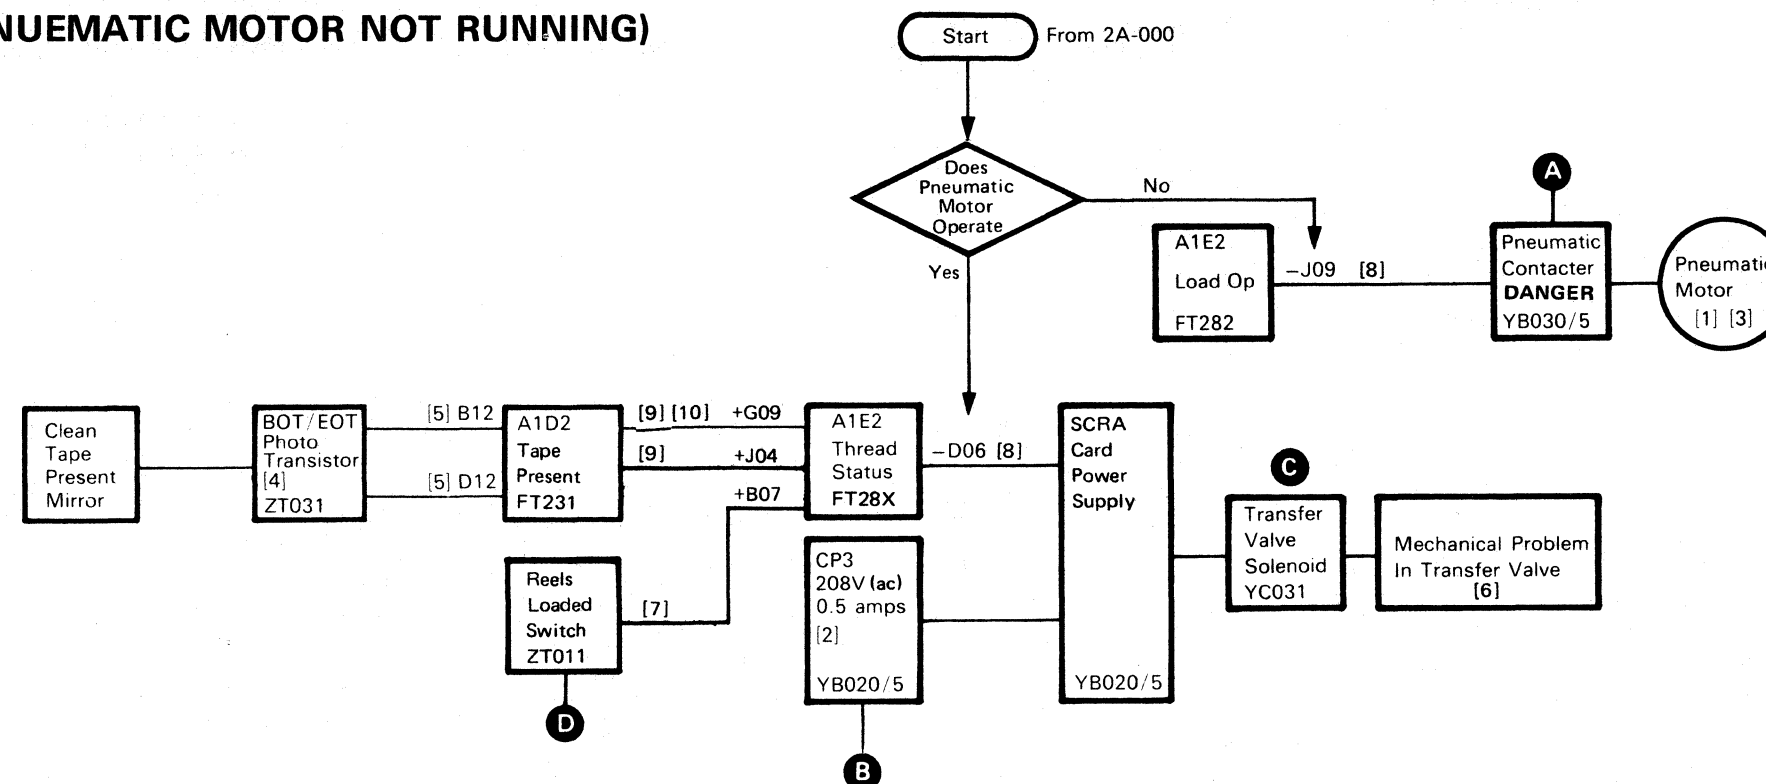 NUEMATIC MOTOR NOT RUNNING)
Start
From 2A-000
Does
Pneumatic
Motor
Operate
No
Yes
A
A1E2
Load Op
FT282
–J09 [8]
Pneumatic
Contacter
DANGER
YB030/5
Pneumatic
Motor
[1] [3]
Clean
Tape
Present
Mirror
BOT/EOT
Photo
Transistor
[4]
ZT031
[5] B12
[5] D12
A1D2
Tape
Present
FT231
[9] [10] +G09
[9] +J04
+B07
A1E2
Thread
Status
FT28X
–D06 [8]
SCRA
Card
Power
Supply
YB020/5
C
Transfer
Valve
Solenoid
YC031
Mechanical Problem
In Transfer Valve
[6]
Reels
Loaded
Switch
ZT011
[7]
D
CP3
208V (ac)
0.5 amps
[2]
YB020/5
B